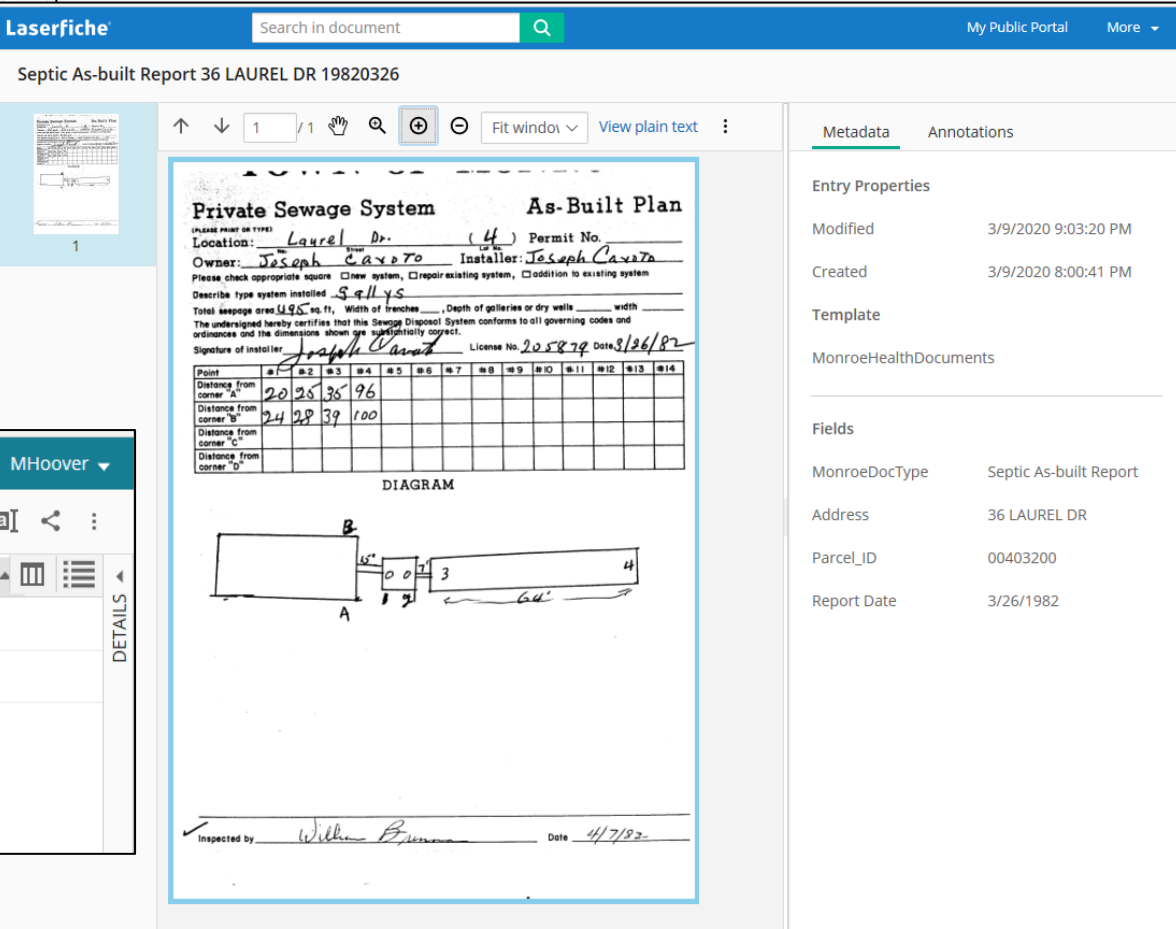 Laserfiche
Search in document
My Public Portal
More
Septic As-built Report 36 LAUREL DR 19820326
1
1 / 1
Fit window
View plain text
Metadata
Annotations
TOWN OF
Private Sewage System
As-Built Plan
(PLEASE PRINT OR TYPE)
Location: Laurel Dr. ( 4 ) Permit No.
No. Street Lot No.
Owner: Joseph Installer: Joseph
Please check appropriate square new system, repair existing system, addition to existing system
Describe type system installed Gallys
Total seepage area 495 sq. ft, Width of trenches , Depth of galleries or dry wells width
The undersigned hereby certifies that this Sewage Disposal System conforms to all governing codes and
ordinances and the dimensions shown are substantially correct.
Signature of installer Joseph License No. 205879 Date 3/26/82
Point #1 #2 #3 #4 #5 #6 #7 #8 #9 #10 #11 #12 #13 #14
Distance from
corner "A" 20 25 35 96
Distance from
corner "B" 24 28 39 100
Distance from
corner "C"
Distance from
corner "D"
DIAGRAM
B
15" 7' 3 4
1 2 64'
A
Inspected by William Date 4/7/82
Entry Properties
Modified 3/9/2020 9:03:20 PM
Created 3/9/2020 8:00:41 PM
Template
MonroeHealthDocuments
Fields
MonroeDocType Septic As-built Report
Address 36 LAUREL DR
Parcel_ID 00403200
Report Date 3/26/1982
MHoover
DETAILS